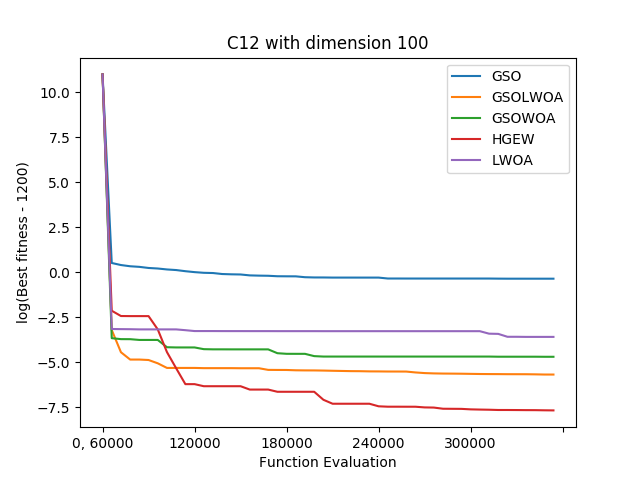 C12 with dimension 100
log(Best fitness - 1200)
10.0
7.5
5.0
2.5
0.0
−2.5
−5.0
−7.5
GSO
GSOLWOA
GSOWOA
HGEW
LWOA
0, 60000 120000 180000 240000 300000
Function Evaluation